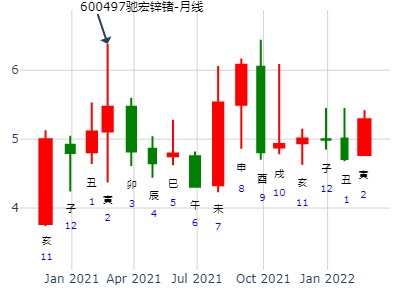 600497驰宏锌锗-月线
6
5
4
亥
11
子
12
丑
1
寅
2
卯
3
辰
4
巳
5
午
6
未
7
申
8
酉
9
戌
10
亥
11
子
12
丑
1
寅
2
Jan 2021
Apr 2021
Jul 2021
Oct 2021
Jan 2022